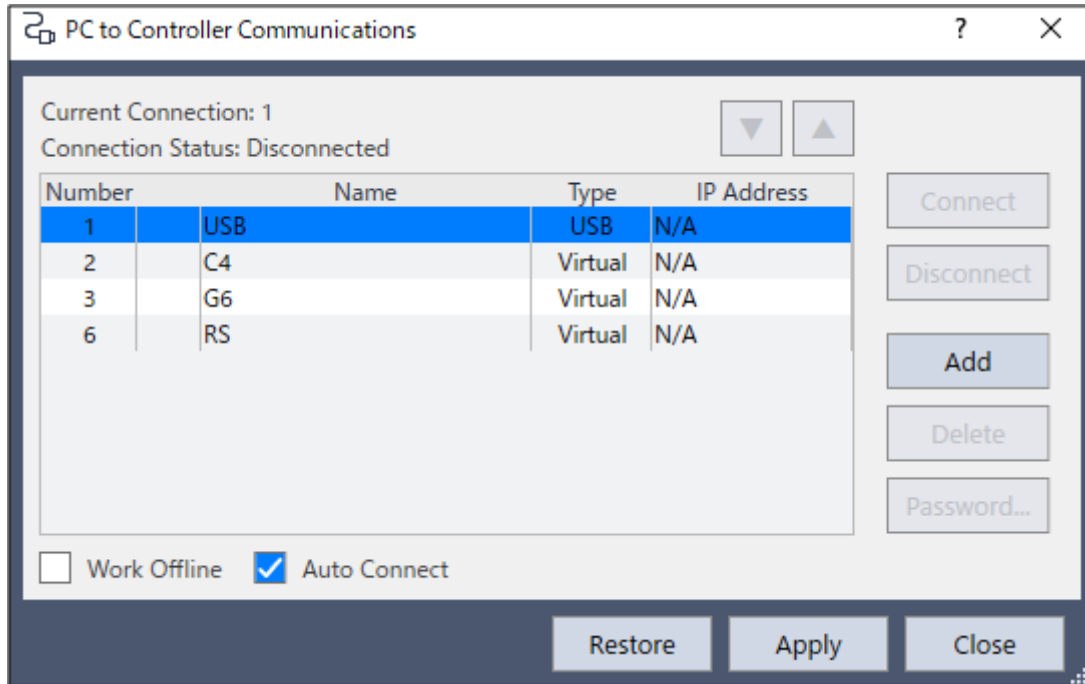 PC to Controller Communications ?
Current Connection: 1
Connection Status: Disconnected
Number Name Type IP Address
1 USB USB N/A
2 C4 Virtual N/A
3 G6 Virtual N/A
6 RS Virtual N/A
Connect
Disconnect
Add
Delete
Password...
Work Offline Auto Connect
Restore Apply Close